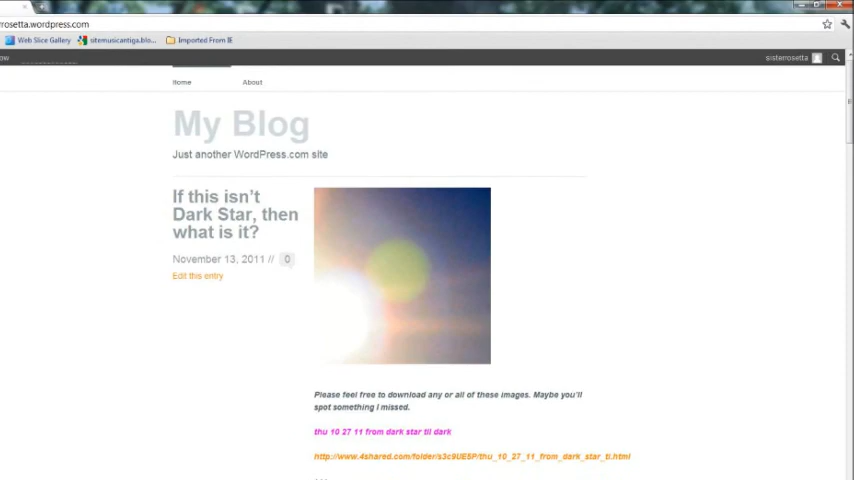 rosetta.wordpress.com
Web Slice Gallery
sitemusicantiga.blo...
Imported From IE
sisterrosetta
Home
About
My Blog
Just another WordPress.com site
If this isn't
Dark Star, then
what is it?
November 13, 2011 // 0
Edit this entry
Please feel free to download any or all of these images. Maybe you'll
spot something I missed.
thu 10 27 11 from dark star til dark
http://www.4shared.com/folder/s3c9UE5P/thu_10_27_11_from_dark_star_ti.html